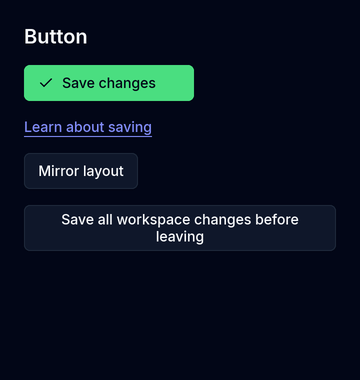 Button
Save changes
Learn about saving
Mirror layout
Save all workspace changes before
leaving